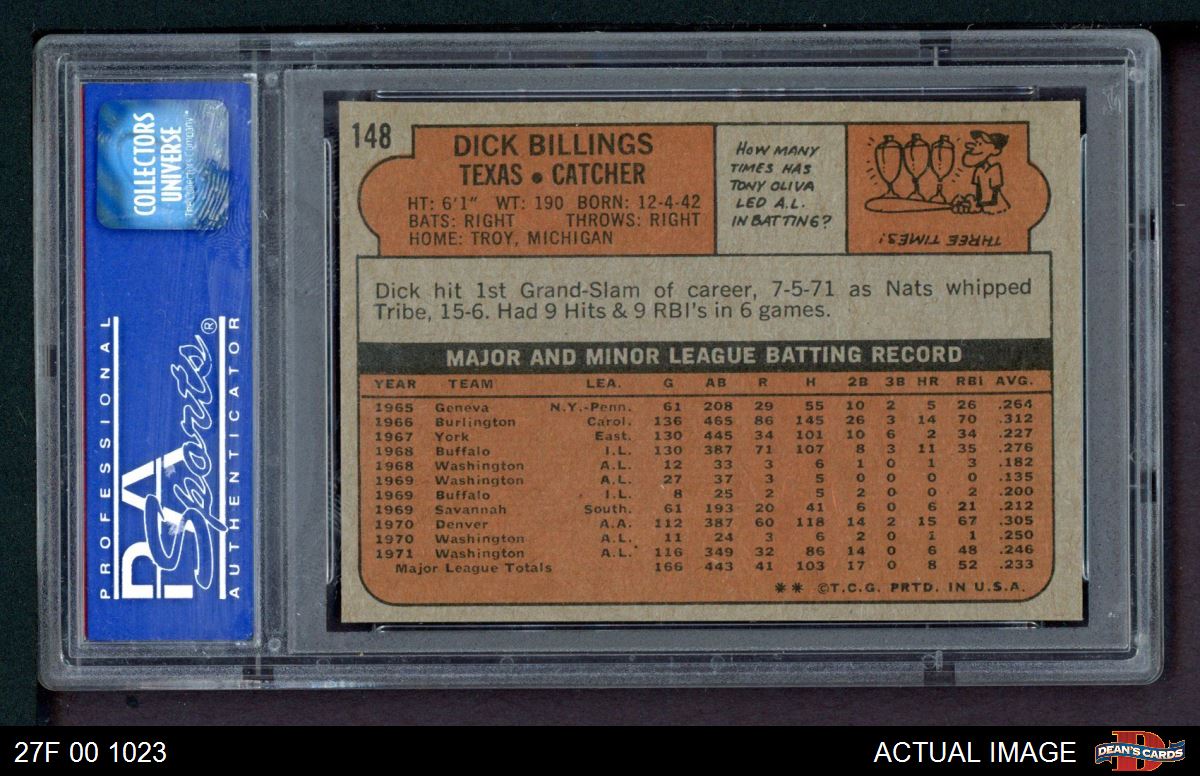 COLLECTORS
UNIVERSE
The Collectors Company™
PROFESSIONAL
PSA
Sports®
AUTHENTICATOR
148
DICK BILLINGS
TEXAS • CATCHER
HT: 6'1" WT: 190 BORN: 12-4-42
BATS: RIGHT THROWS: RIGHT
HOME: TROY, MICHIGAN
HOW MANY
TIMES HAS
TONY OLIVA
LED A.L.
IN BATTING?
THREE TIMES!
Dick hit 1st Grand-Slam of career, 7-5-71 as Nats whipped
Tribe, 15-6. Had 9 Hits & 9 RBI's in 6 games.
MAJOR AND MINOR LEAGUE BATTING RECORD
YEAR TEAM LEA. G AB R H 2B 3B HR RBI AVG.
1965 Geneva N.Y.-Penn. 61 208 29 55 10 2 5 26 .264
1966 Burlington Carol. 136 465 86 145 26 3 14 70 .312
1967 York East. 130 445 34 101 10 6 2 34 .227
1968 Buffalo I.L. 130 387 71 107 8 3 11 35 .276
1968 Washington A.L. 12 33 3 6 1 0 1 3 .182
1969 Washington A.L. 27 37 3 5 0 0 0 0 .135
1969 Buffalo I.L. 8 25 2 5 2 0 0 2 .200
1969 Savannah South. 61 193 20 41 6 0 6 21 .212
1970 Denver A.A. 112 387 60 118 14 2 15 67 .305
1970 Washington A.L. 11 24 3 6 2 0 1 1 .250
1971 Washington A.L. 116 349 32 86 14 0 6 48 .246
Major League Totals 166 443 41 103 17 0 8 52 .233
** ©T.C.G. PRTD. IN U.S.A.
27F 00 1023
ACTUAL IMAGE
DEAN'S CARDS